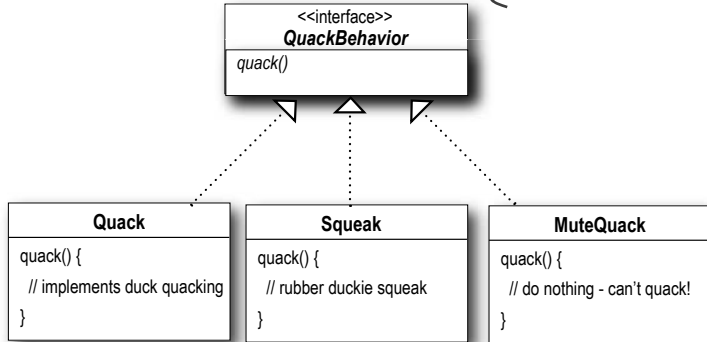 <<interface>>
QuackBehavior
quack()
Quack
quack() {
// implements duck quacking
}
Squeak
quack() {
// rubber duckie squeak
}
MuteQuack
quack() {
// do nothing - can’t quack!
}